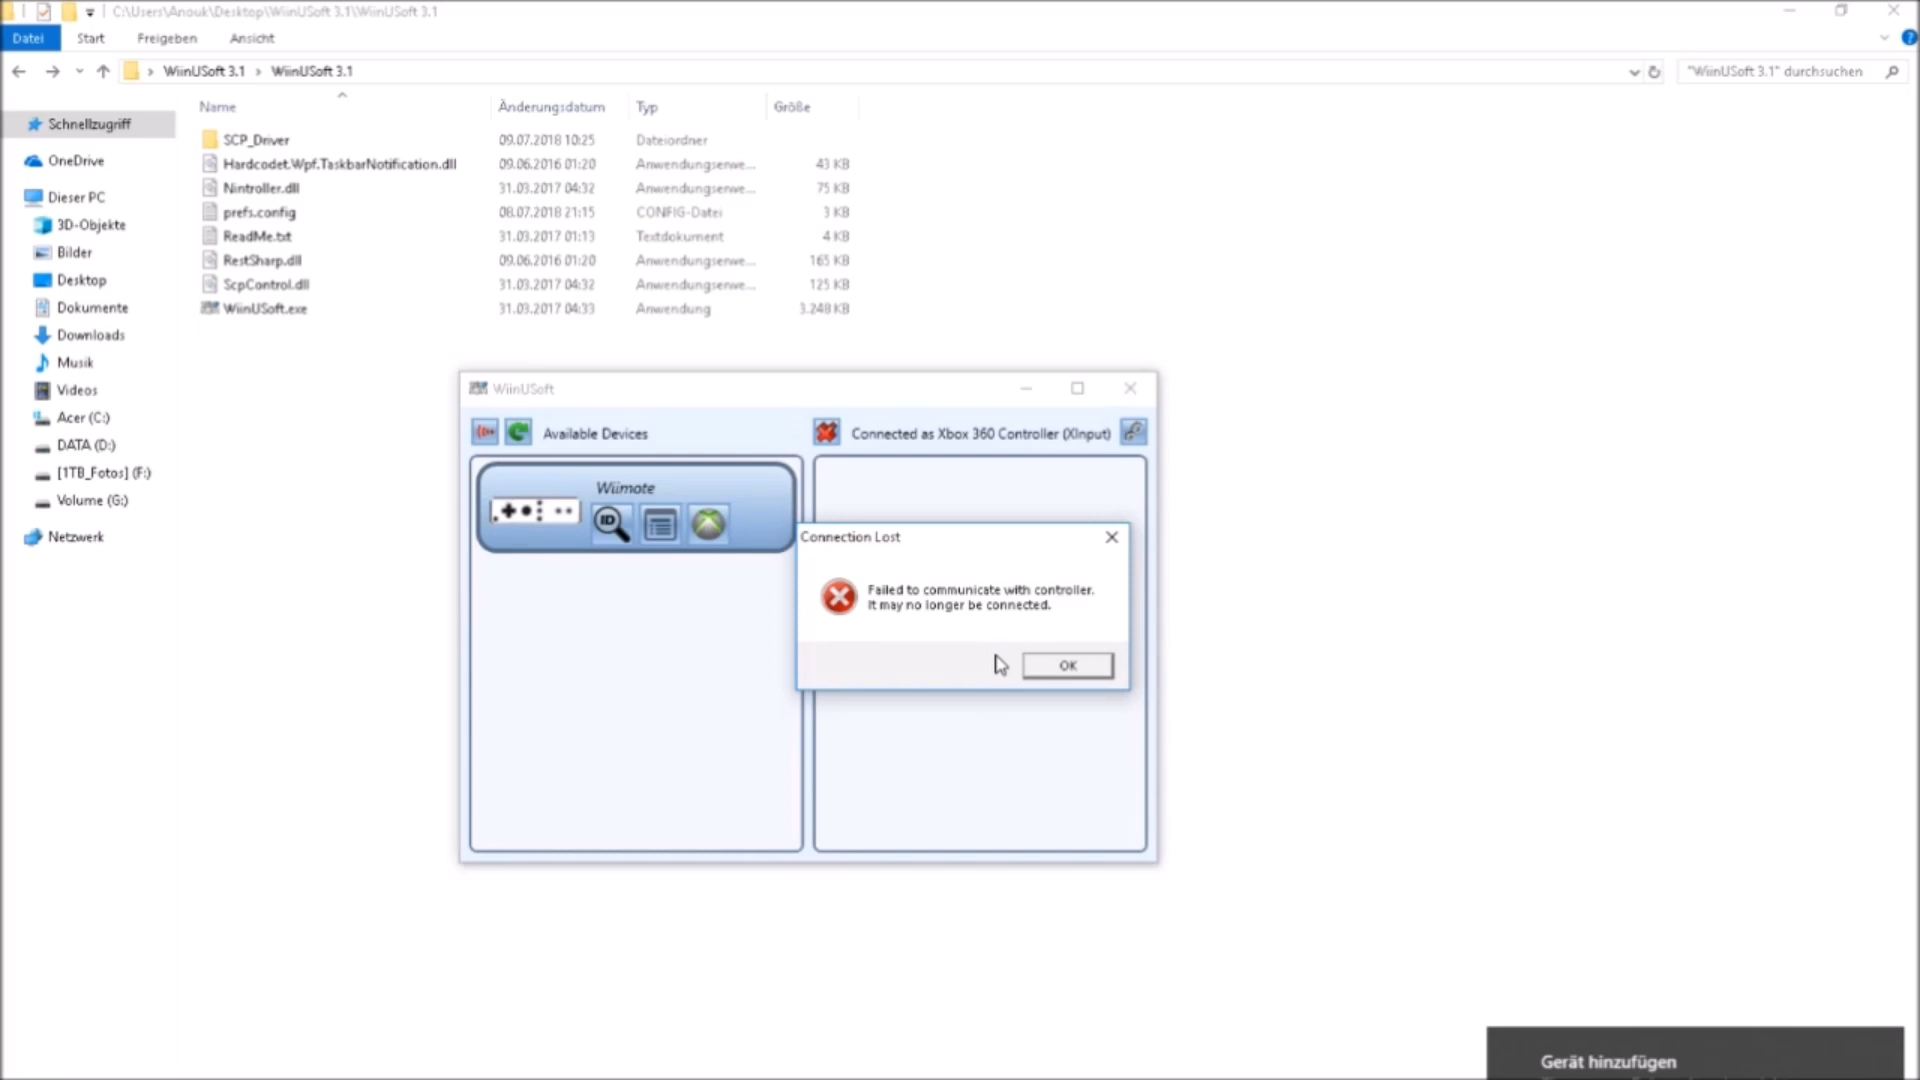 C:\Users\Anouk\Desktop\WiinUSoft 3.1\WiinUSoft 3.1
Datei Start Freigeben Ansicht
WiinUSoft 3.1 › WiinUSoft 3.1
"WiinUSoft 3.1" durchsuchen
Name Änderungsdatum Typ Größe
SCP_Driver 09.07.2018 10:25 Dateiordner
Hardcodet.Wpf.TaskbarNotification.dll 09.06.2016 01:20 Anwendungserwe... 43 KB
Nintroller.dll 31.03.2017 04:32 Anwendungserwe... 75 KB
prefs.config 08.07.2018 21:15 CONFIG-Datei 3 KB
ReadMe.txt 31.03.2017 01:13 Textdokument 4 KB
RestSharp.dll 09.06.2016 01:20 Anwendungserwe... 165 KB
ScpControl.dll 31.03.2017 04:32 Anwendungserwe... 125 KB
WiinUSoft.exe 31.03.2017 04:33 Anwendung 3.248 KB
Schnellzugriff
OneDrive
Dieser PC
3D-Objekte
Bilder
Desktop
Dokumente
Downloads
Musik
Videos
Acer (C:)
DATA (D:)
[1TB_Fotos] (F:)
Volume (G:)
Netzwerk
WiinUSoft
Available Devices
Connected as Xbox 360 Controller (XInput)
Wiimote
ID
Connection Lost
Failed to communicate with controller.
It may no longer be connected.
OK
Gerät hinzufügen